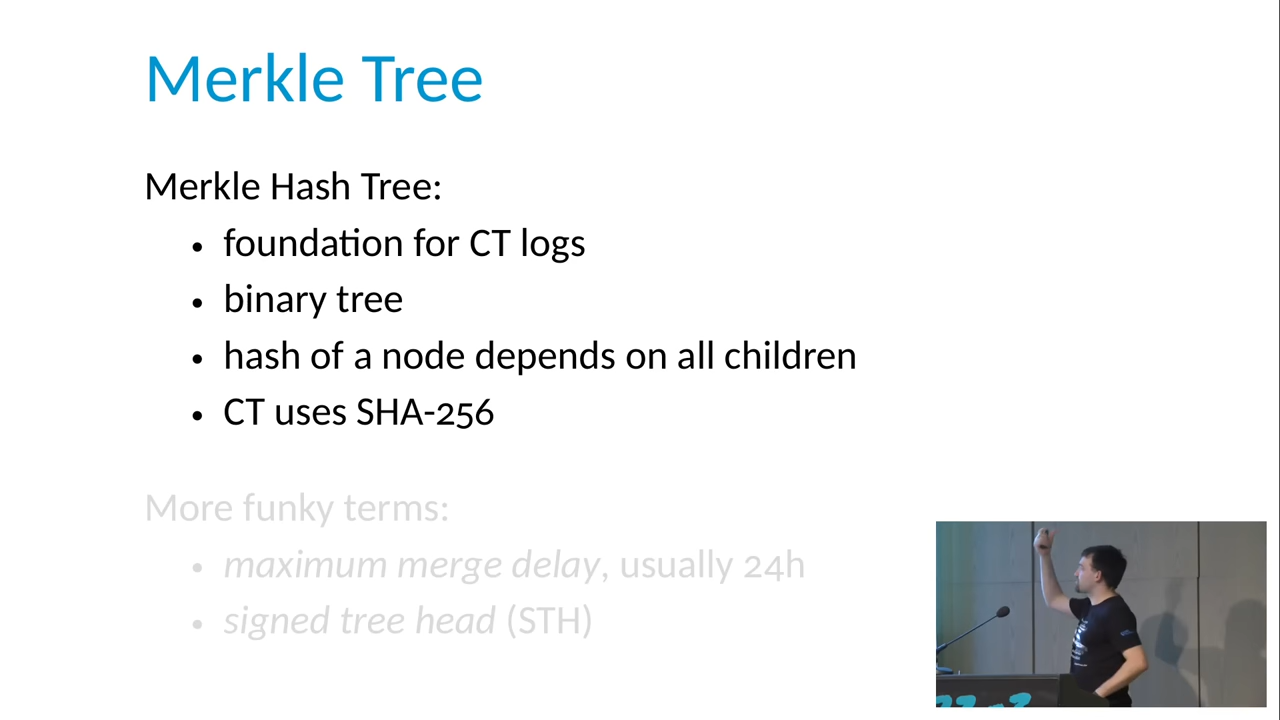 Merkle Tree
Merkle Hash Tree:
• foundation for CT logs
• binary tree
• hash of a node depends on all children
• CT uses SHA-256
More funky terms:
• maximum merge delay, usually 24h
• signed tree head (STH)